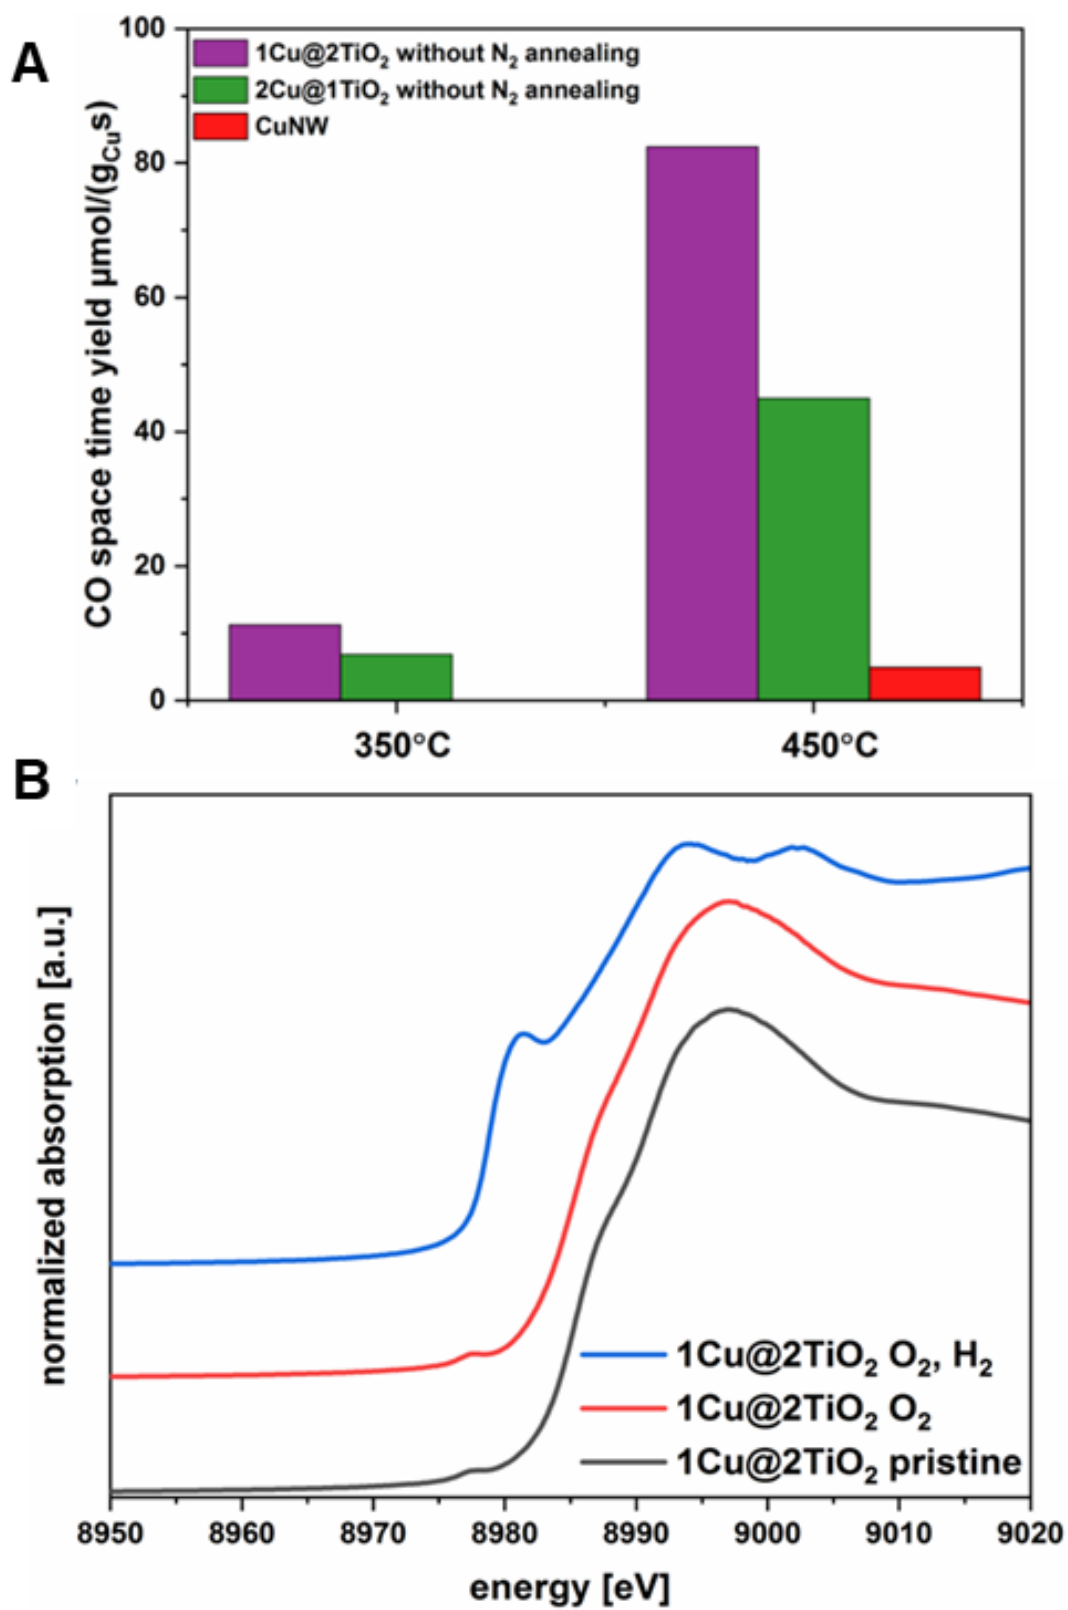 A
100
80
60
40
20
0
CO space time yield µmol/(g_Cu s)
1Cu@2TiO₂ without N₂ annealing
2Cu@1TiO₂ without N₂ annealing
CuNW
350°C 450°C
B
normalized absorption [a.u.]
1Cu@2TiO₂ O₂, H₂
1Cu@2TiO₂ O₂
1Cu@2TiO₂ pristine
8950 8960 8970 8980 8990 9000 9010 9020
energy [eV]